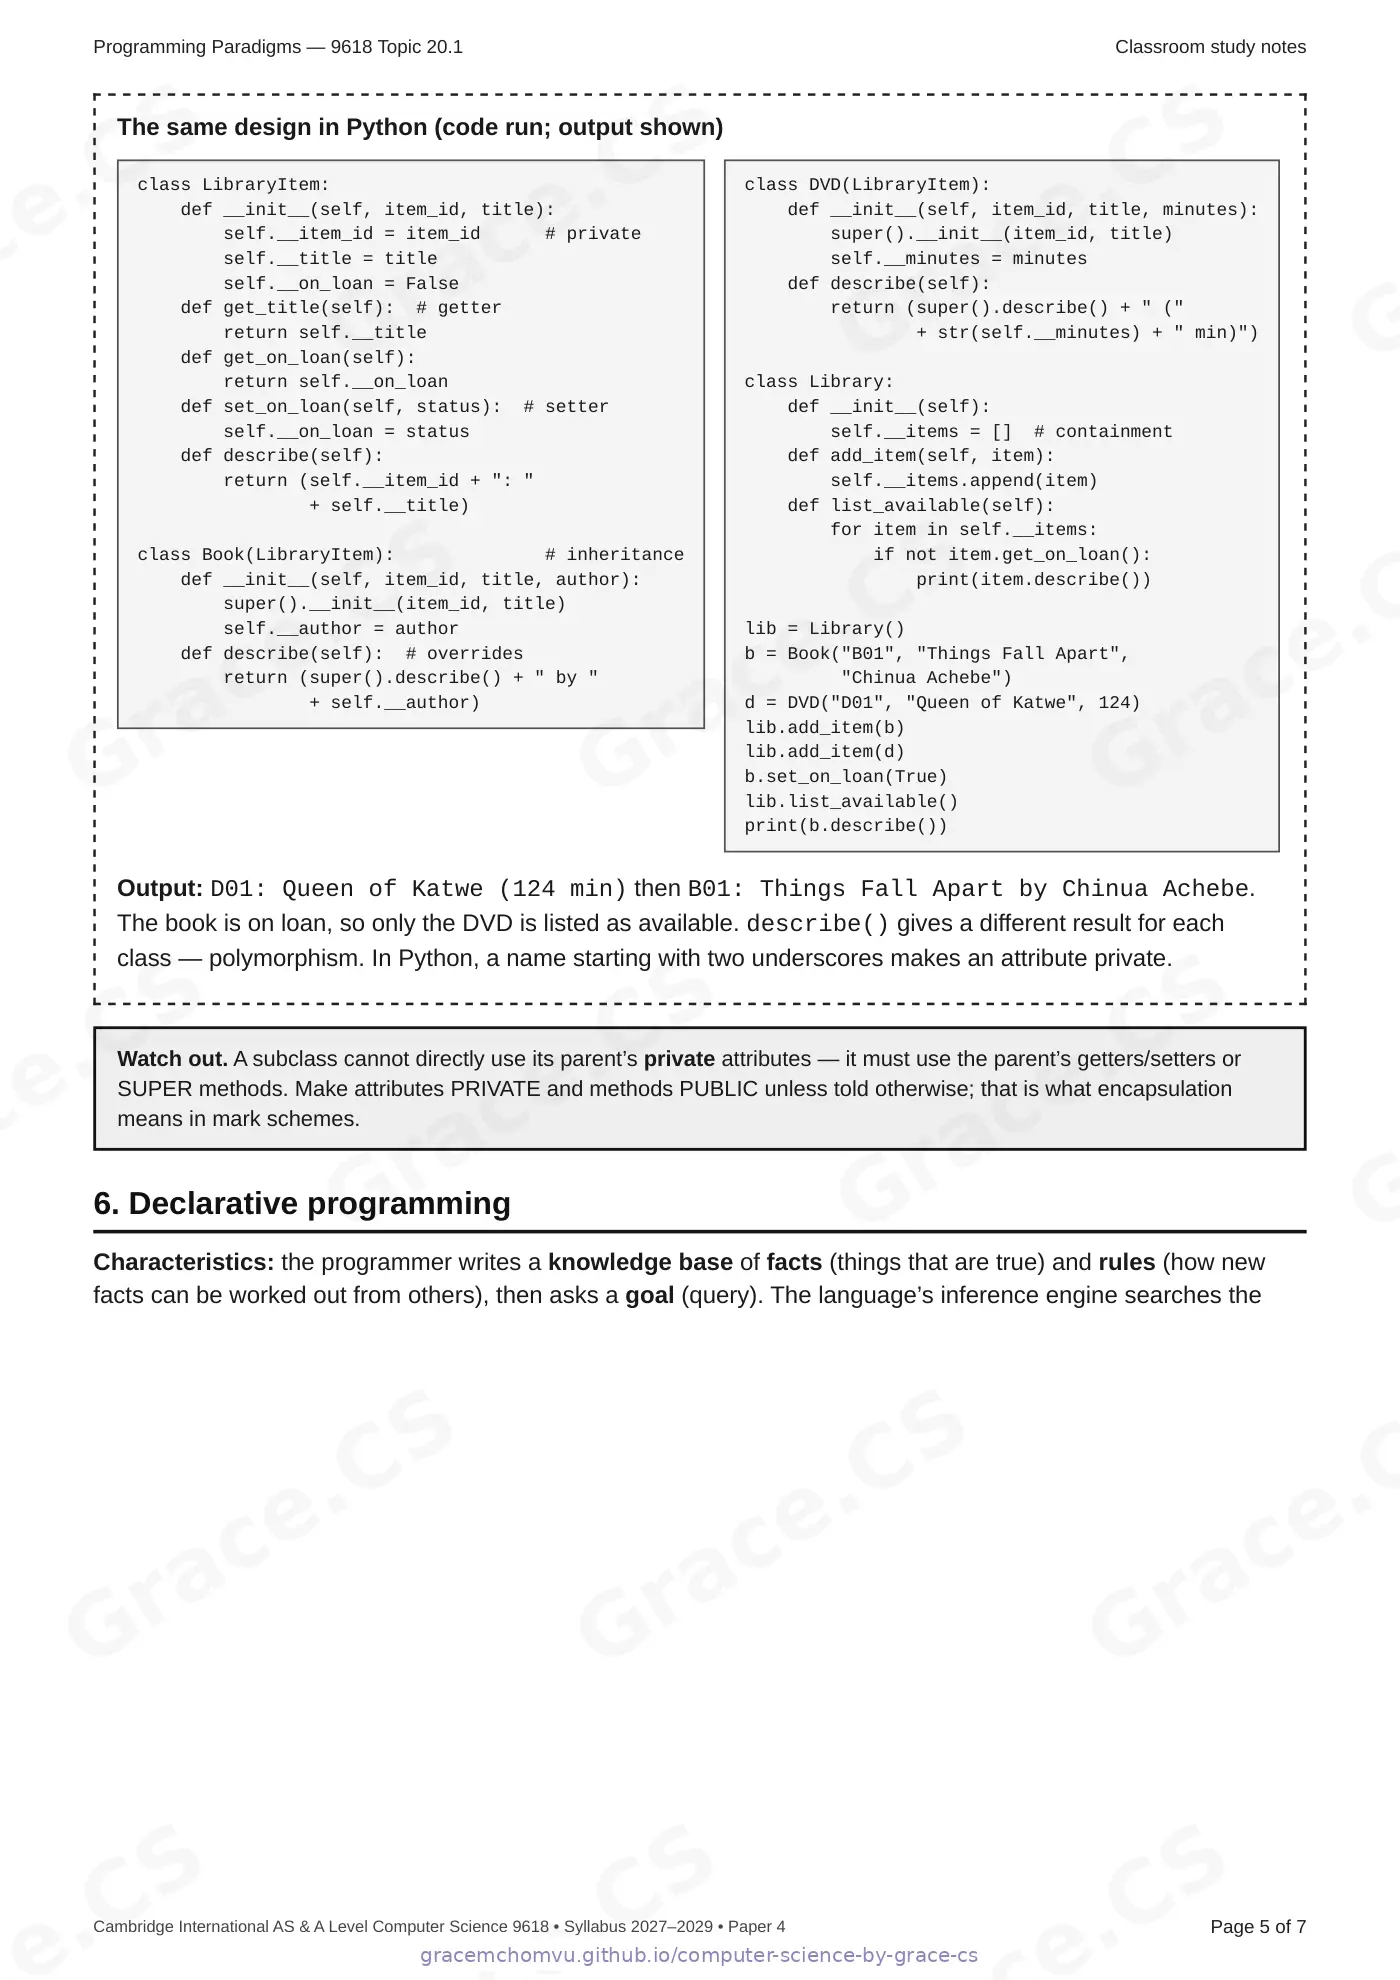 Programming Paradigms — 9618 Topic 20.1
Classroom study notes
The same design in Python (code run; output shown)
class LibraryItem:
    def __init__(self, item_id, title):
        self.__item_id = item_id      # private
        self.__title = title
        self.__on_loan = False
    def get_title(self):  # getter
        return self.__title
    def get_on_loan(self):
        return self.__on_loan
    def set_on_loan(self, status):  # setter
        self.__on_loan = status
    def describe(self):
        return (self.__item_id + ": "
                + self.__title)

class Book(LibraryItem):              # inheritance
    def __init__(self, item_id, title, author):
        super().__init__(item_id, title)
        self.__author = author
    def describe(self):  # overrides
        return (super().describe() + " by "
                + self.__author)
class DVD(LibraryItem):
    def __init__(self, item_id, title, minutes):
        super().__init__(item_id, title)
        self.__minutes = minutes
    def describe(self):
        return (super().describe() + " ("
                + str(self.__minutes) + " min)")

class Library:
    def __init__(self):
        self.__items = []  # containment
    def add_item(self, item):
        self.__items.append(item)
    def list_available(self):
        for item in self.__items:
            if not item.get_on_loan():
                print(item.describe())

lib = Library()
b = Book("B01", "Things Fall Apart",
         "Chinua Achebe")
d = DVD("D01", "Queen of Katwe", 124)
lib.add_item(b)
lib.add_item(d)
b.set_on_loan(True)
lib.list_available()
print(b.describe())
Output: D01: Queen of Katwe (124 min) then B01: Things Fall Apart by Chinua Achebe.
The book is on loan, so only the DVD is listed as available. describe() gives a different result for each
class — polymorphism. In Python, a name starting with two underscores makes an attribute private.
Watch out. A subclass cannot directly use its parent’s private attributes — it must use the parent’s getters/setters or
SUPER methods. Make attributes PRIVATE and methods PUBLIC unless told otherwise; that is what encapsulation
means in mark schemes.
6. Declarative programming
Characteristics: the programmer writes a knowledge base of facts (things that are true) and rules (how new
facts can be worked out from others), then asks a goal (query). The language’s inference engine searches the
Grace.CS
Cambridge International AS & A Level Computer Science 9618 • Syllabus 2027–2029 • Paper 4
Page 5 of 7
gracemchomvu.github.io/computer-science-by-grace-cs